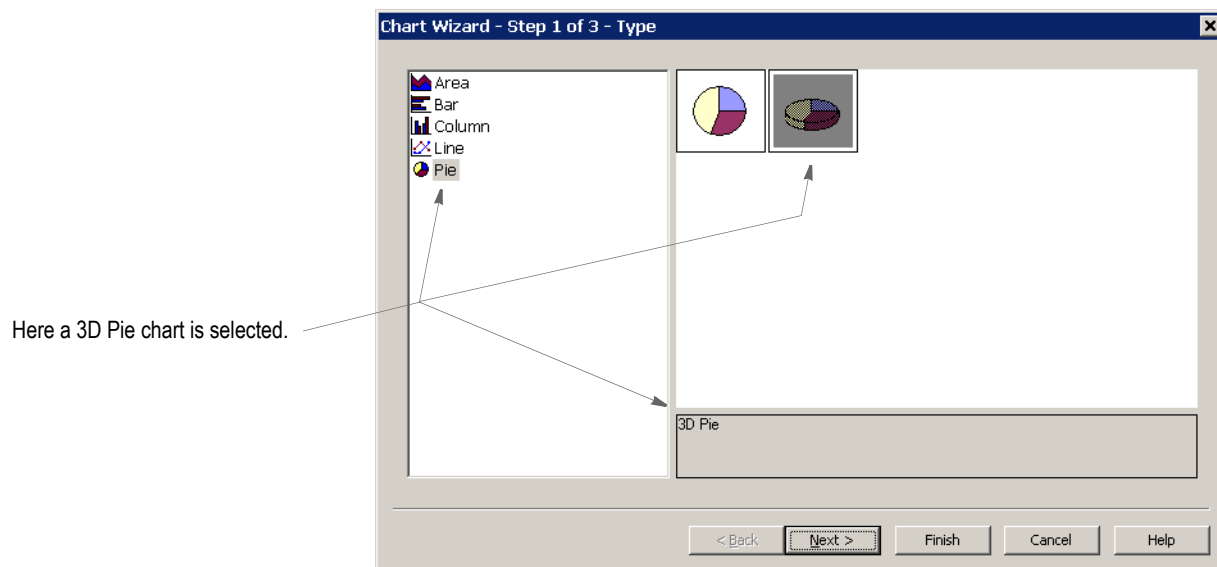 Chart Wizard - Step 1 of 3 - Type
Area
Bar
Column
Line
Pie
Here a 3D Pie chart is selected.
3D Pie
< Back
Next >
Finish
Cancel
Help